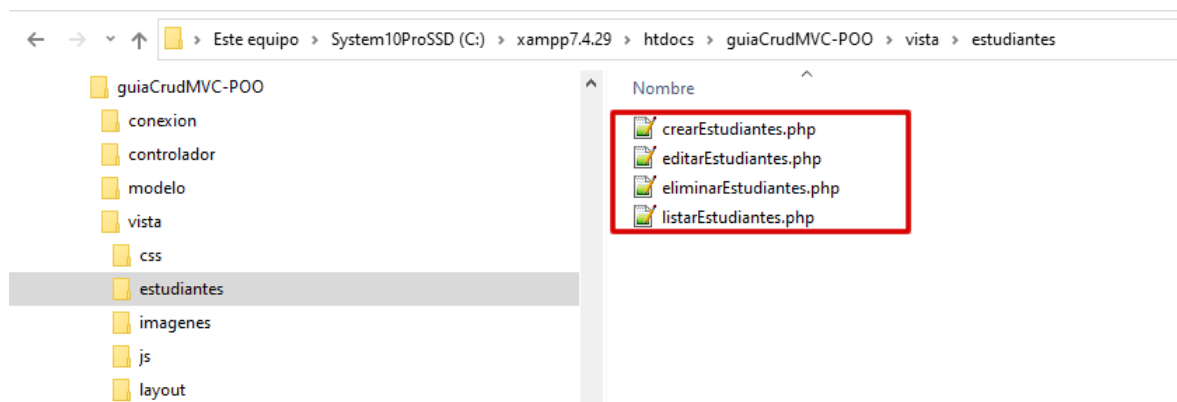 Este equipo > System10ProSSD (C:) > xampp7.4.29 > htdocs > guiaCrudMVC-POO > vista > estudiantes
guiaCrudMVC-POO
conexion
controlador
modelo
vista
css
estudiantes
imagenes
js
layout
Nombre
crearEstudiantes.php
editarEstudiantes.php
eliminarEstudiantes.php
listarEstudiantes.php